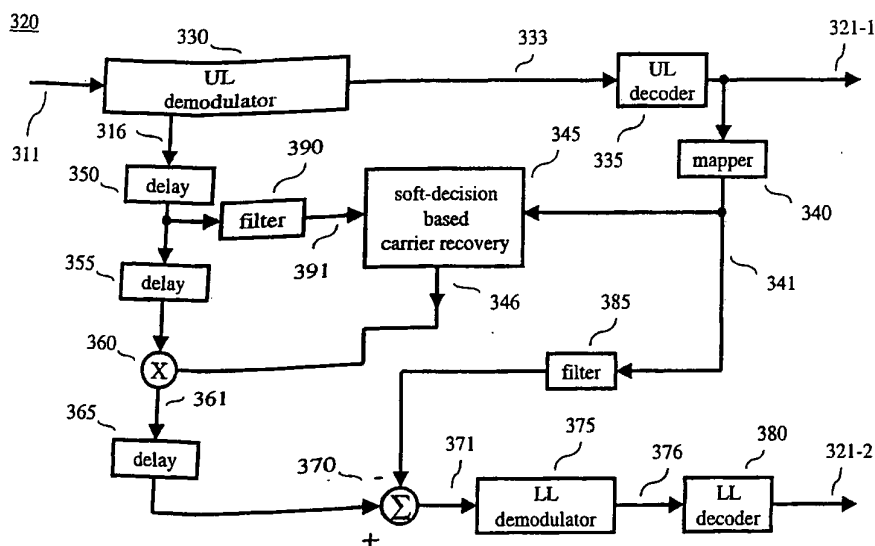 320
330
333
321-1
UL
demodulator
UL
decoder
311
316
335
350
delay
390
filter
391
345
soft-decision
based
carrier recovery
mapper
340
355
delay
346
341
360
X
361
385
filter
365
delay
370
-
Σ
+
371
375
LL
demodulator
376
380
LL
decoder
321-2